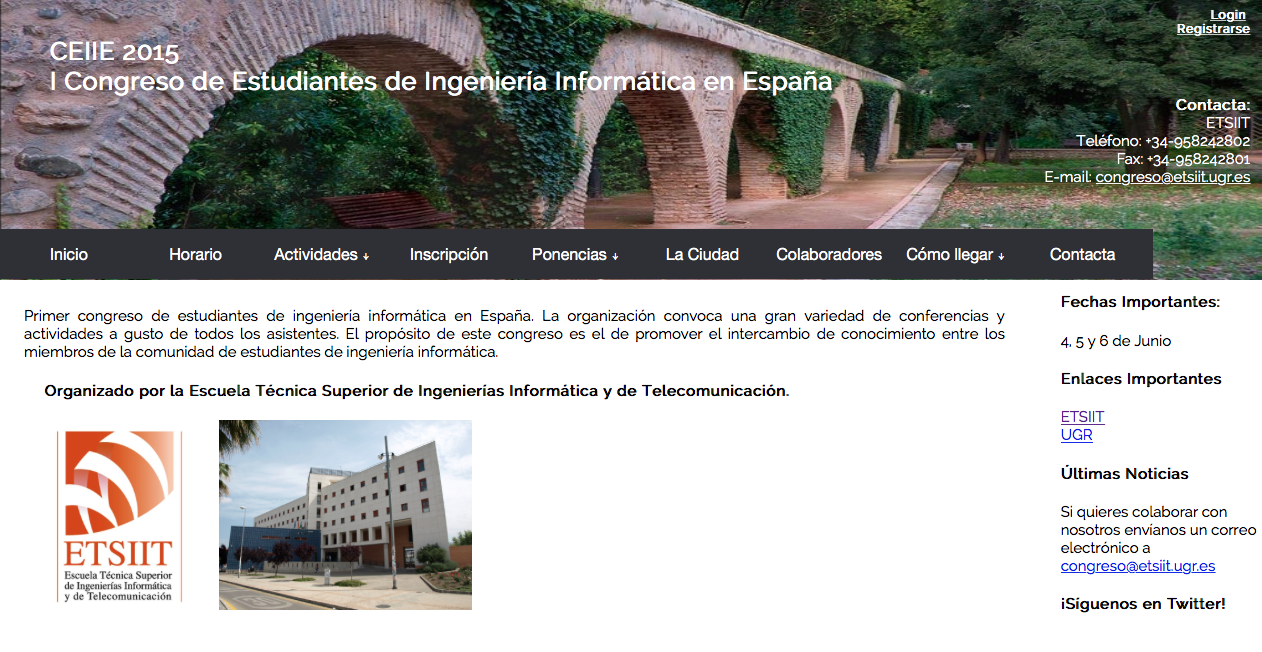 Login
Registrarse
CEIIE 2015
I Congreso de Estudiantes de Ingeniería Informática en España
Contacta:
ETSIIT
Teléfono: +34-958242802
Fax: +34-958242801
E-mail: congreso@etsiit.ugr.es
Inicio Horario Actividades ↓ Inscripción Ponencias ↓ La Ciudad Colaboradores Cómo llegar ↓ Contacta
Primer congreso de estudiantes de ingeniería informática en España. La organización convoca una gran variedad de conferencias y
actividades a gusto de todos los asistentes. El propósito de este congreso es el de promover el intercambio de conocimiento entre los
miembros de la comunidad de estudiantes de ingeniería informática.
Organizado por la Escuela Técnica Superior de Ingenierías Informática y de Telecomunicación.
ETSIIT
Escuela Técnica Superior
de Ingenierías Informática
y de Telecomunicación
Fechas Importantes:
4, 5 y 6 de Junio
Enlaces Importantes
ETSIIT
UGR
Últimas Noticias
Si quieres colaborar con
nosotros envíanos un correo
electrónico a
congreso@etsiit.ugr.es
¡Síguenos en Twitter!